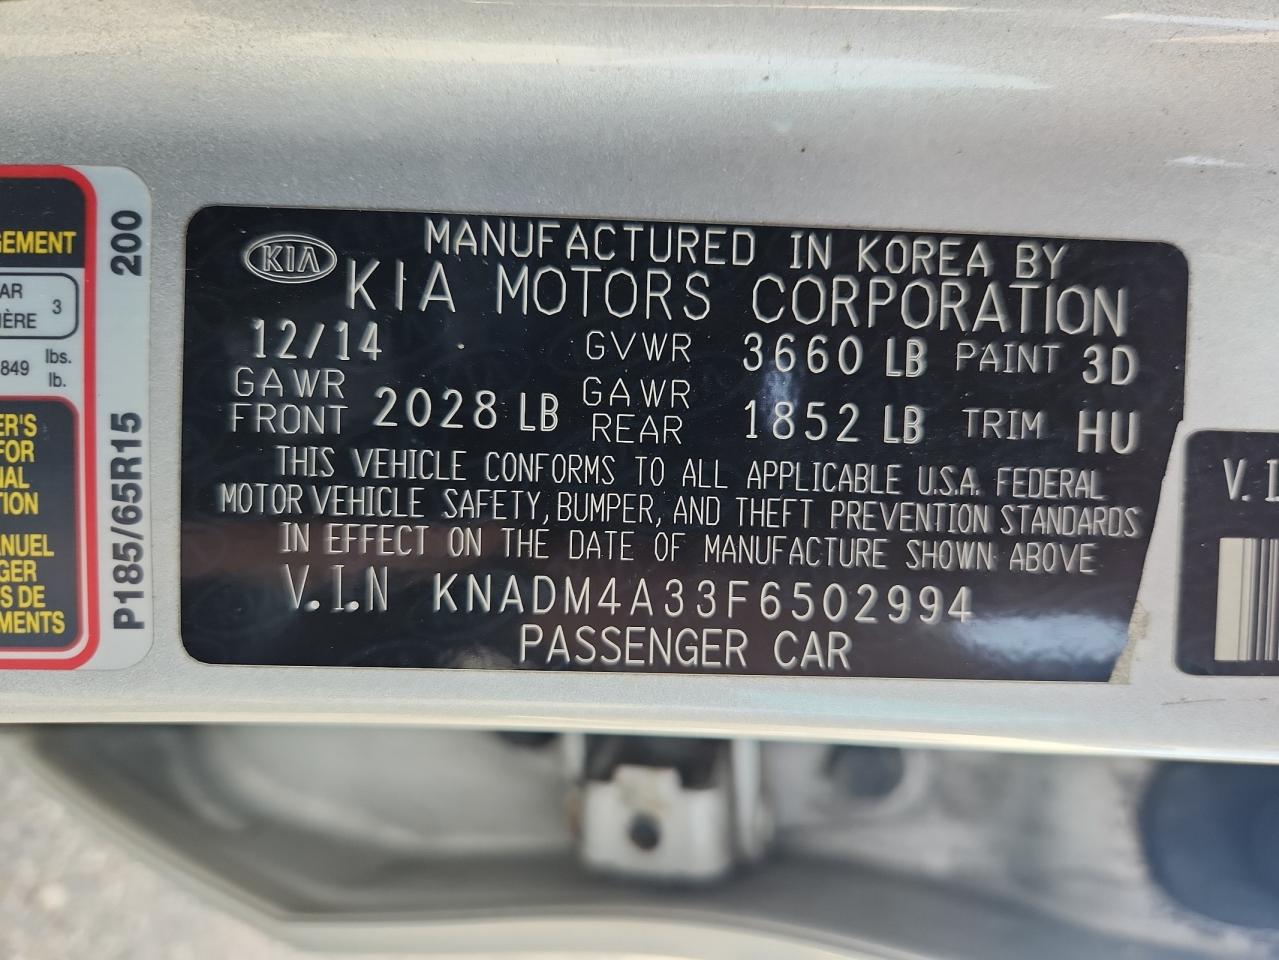 GEMENT
AR
IÈRE
3
849
lbs.
lb.
ER'S
FOR
NAL
TION
ANUEL
GER
S DE
MENTS
200
P185/65R15
KIA
MANUFACTURED IN KOREA BY
KIA MOTORS CORPORATION
12/14 GVWR 3660 LB PAINT 3D
GAWR FRONT 2028 LB GAWR REAR 1852 LB TRIM HU
THIS VEHICLE CONFORMS TO ALL APPLICABLE U.S.A. FEDERAL
MOTOR VEHICLE SAFETY, BUMPER, AND THEFT PREVENTION STANDARDS
IN EFFECT ON THE DATE OF MANUFACTURE SHOWN ABOVE
V.I.N KNADM4A33F6502994
PASSENGER CAR
V.I